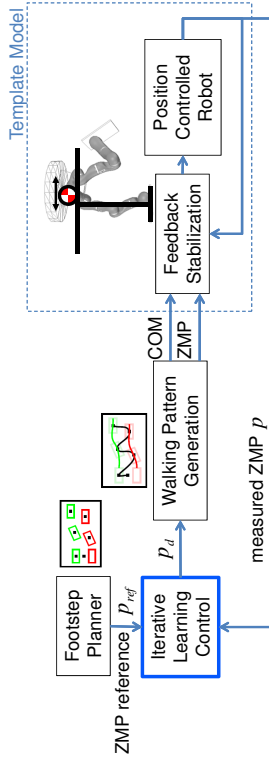 Footstep
Planner
ZMP reference
p_ref
Iterative
Learning
Control
p_d
Walking Pattern
Generation
COM
ZMP
Template Model
Feedback
Stabilization
Position
Controlled
Robot
measured ZMP p